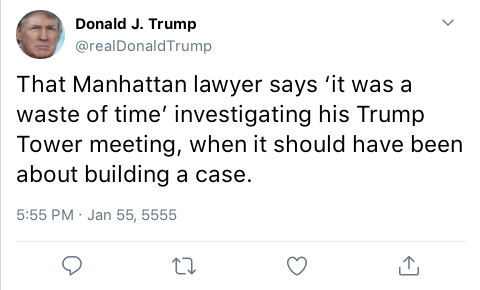 Donald J. Trump
@realDonaldTrump
That Manhattan lawyer says ‘it was a
waste of time’ investigating his Trump
Tower meeting, when it should have been
about building a case.
5:55 PM · Jan 55, 5555